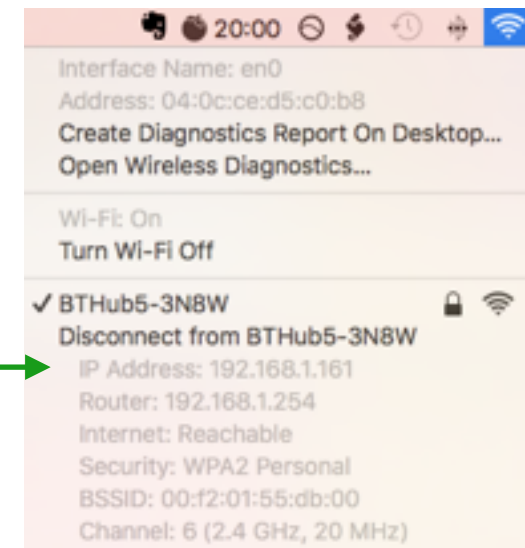 20:00
Interface Name: en0
Address: 04:0c:ce:d5:c0:b8
Create Diagnostics Report On Desktop...
Open Wireless Diagnostics...
Wi-Fi: On
Turn Wi-Fi Off
✓ BTHub5-3N8W
Disconnect from BTHub5-3N8W
IP Address: 192.168.1.161
Router: 192.168.1.254
Internet: Reachable
Security: WPA2 Personal
BSSID: 00:f2:01:55:db:00
Channel: 6 (2.4 GHz, 20 MHz)